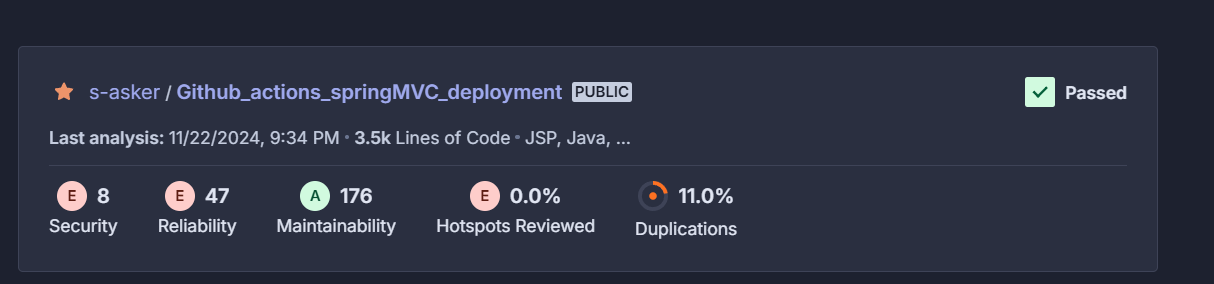 s-asker / Github_actions_springMVC_deployment PUBLIC Passed
Last analysis: 11/22/2024, 9:34 PM • 3.5k Lines of Code • JSP, Java, ...
E 8 E 47 A 176 E 0.0% 11.0%
Security Reliability Maintainability Hotspots Reviewed Duplications